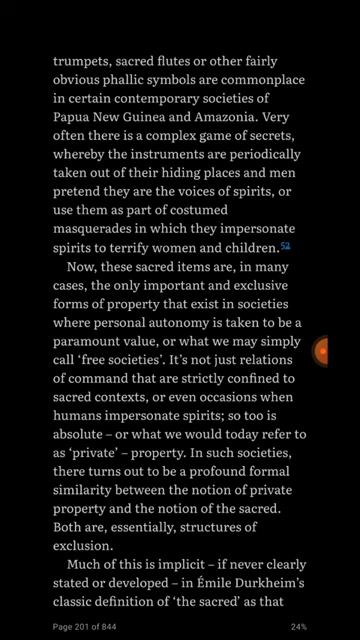 trumpets, sacred flutes or other fairly
obvious phallic symbols are commonplace
in certain contemporary societies of
Papua New Guinea and Amazonia. Very
often there is a complex game of secrets,
whereby the instruments are periodically
taken out of their hiding places and men
pretend they are the voices of spirits, or
use them as part of costumed
masquerades in which they impersonate
spirits to terrify women and children.52
Now, these sacred items are, in many
cases, the only important and exclusive
forms of property that exist in societies
where personal autonomy is taken to be a
paramount value, or what we may simply
call ‘free societies’. It’s not just relations
of command that are strictly confined to
sacred contexts, or even occasions when
humans impersonate spirits; so too is
absolute – or what we would today refer to
as ‘private’ – property. In such societies,
there turns out to be a profound formal
similarity between the notion of private
property and the notion of the sacred.
Both are, essentially, structures of
exclusion.
Much of this is implicit – if never clearly
stated or developed – in Émile Durkheim’s
classic definition of ‘the sacred’ as that
Page 201 of 844
24%